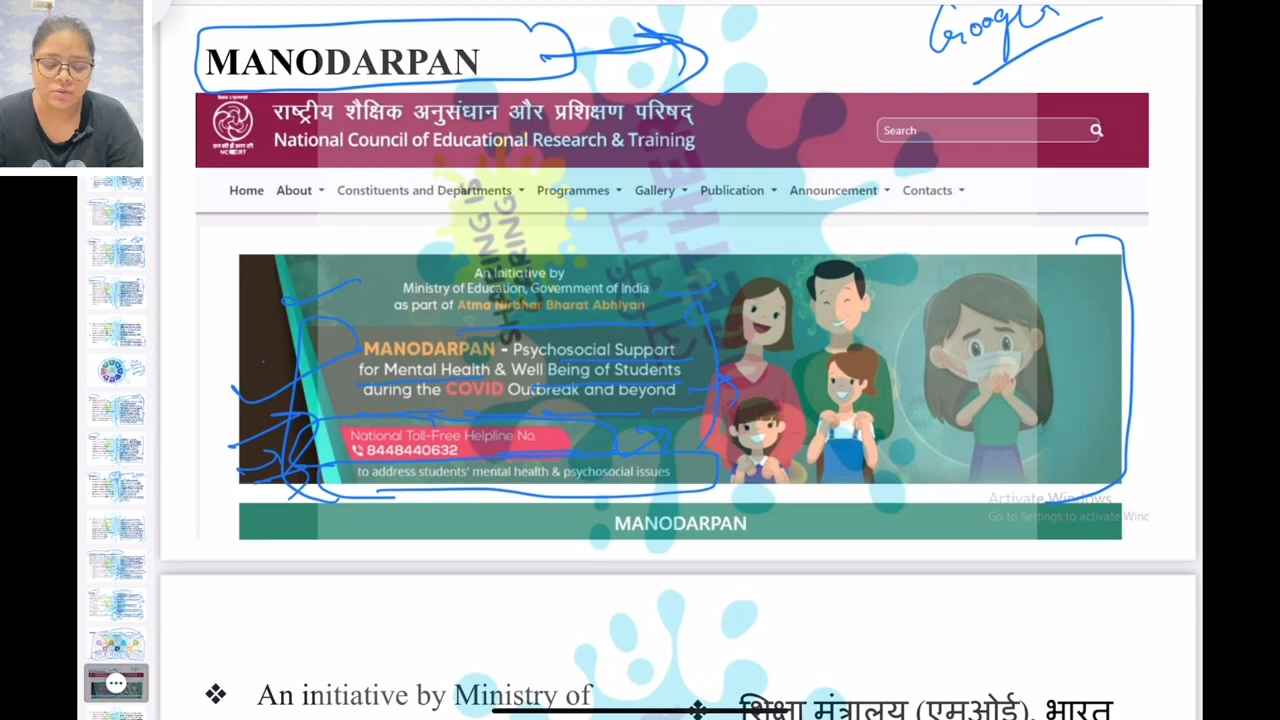 Google
MANODARPAN
राष्ट्रीय शैक्षिक अनुसंधान और प्रशिक्षण परिषद्
National Council of Educational Research & Training
Search
Home About Constituents and Departments Programmes Gallery Publication Announcement Contacts
SHARING IS
CARING
An Initiative by
Ministry of Education, Government of India
as part of Atma Nirbhar Bharat Abhiyan
MANODARPAN - Psychosocial Support
for Mental Health & Well Being of Students
during the COVID Outbreak and beyond
National Toll-Free Helpline No.
8448440632
to address students' mental health & psychosocial issues
Activate Windows
Go to Settings to activate Winc
MANODARPAN
❖ An initiative by Ministry of
❖ शिक्षा मंत्रालय (एमओई), भारत